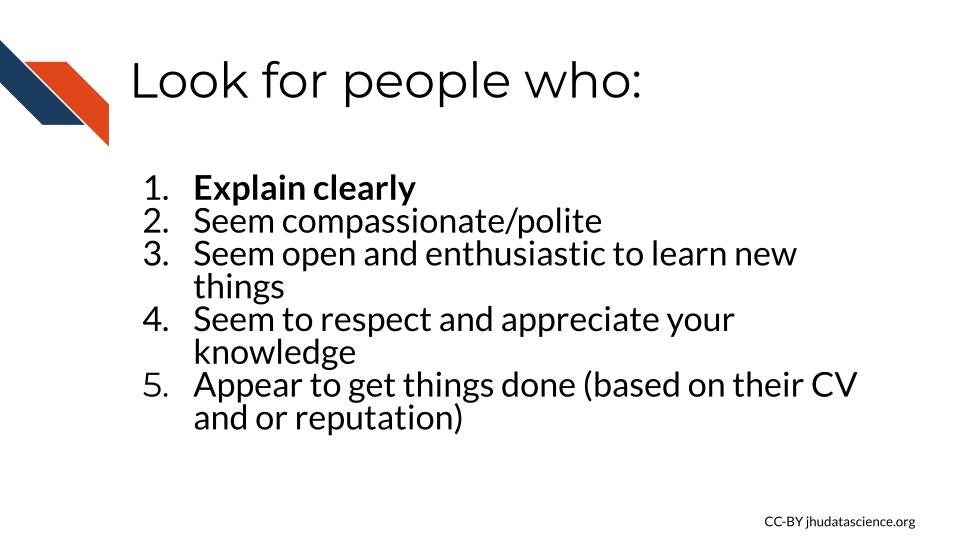 Look for people who:
1. Explain clearly
2. Seem compassionate/polite
3. Seem open and enthusiastic to learn new
things
4. Seem to respect and appreciate your
knowledge
5. Appear to get things done (based on their CV
and or reputation)
CC-BY jhudatascience.org